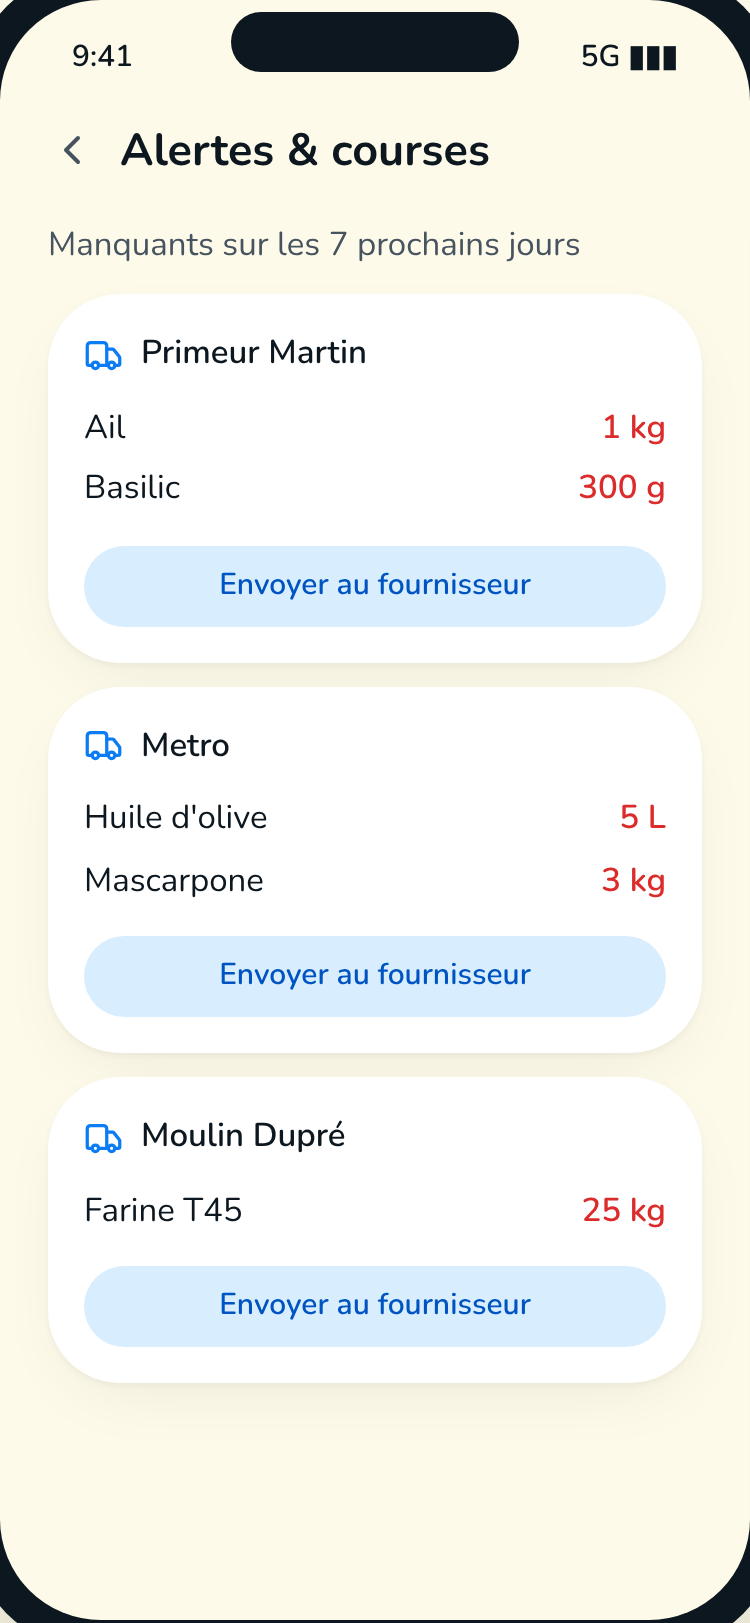 9:41 5G
Alertes & courses
Manquants sur les 7 prochains jours
Primeur Martin
Ail 1 kg
Basilic 300 g
Envoyer au fournisseur
Metro
Huile d'olive 5 L
Mascarpone 3 kg
Envoyer au fournisseur
Moulin Dupré
Farine T45 25 kg
Envoyer au fournisseur